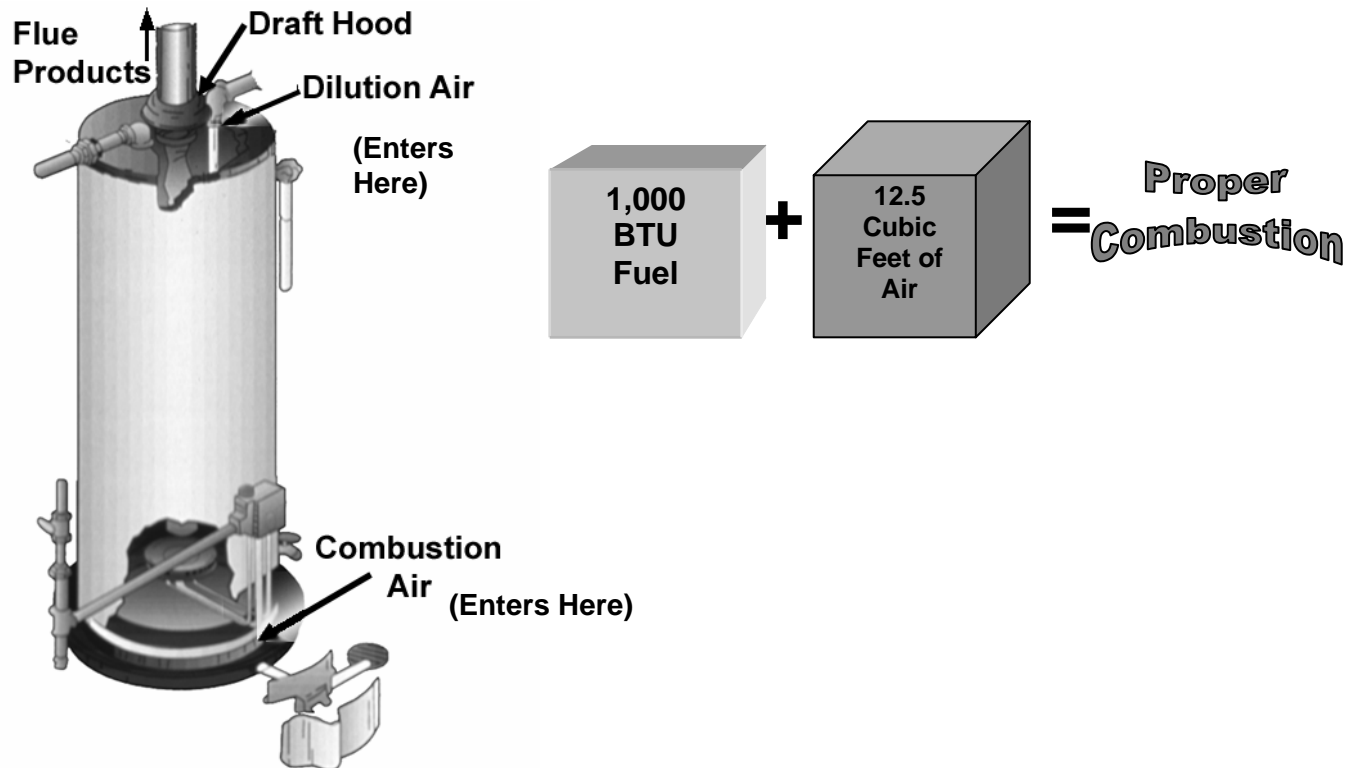 Flue
Products
Draft Hood
Dilution Air
(Enters
Here)
1,000
BTU
Fuel
+
12.5
Cubic
Feet of
Air
=
Proper
Combustion
Combustion
Air
(Enters Here)